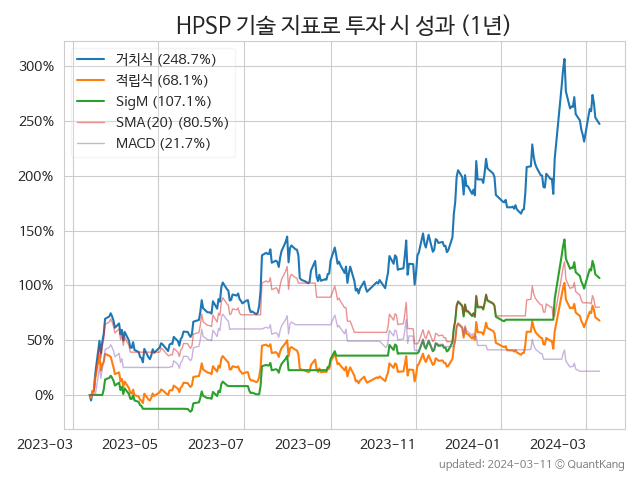 HPSP 기술 지표로 투자 시 성과 (1년)
거치식 (248.7%)
적립식 (68.1%)
SigM (107.1%)
SMA(20) (80.5%)
MACD (21.7%)
300%
250%
200%
150%
100%
50%
0%
2023-03 2023-05 2023-07 2023-09 2023-11 2024-01 2024-03
updated: 2024-03-11 © QuantKang